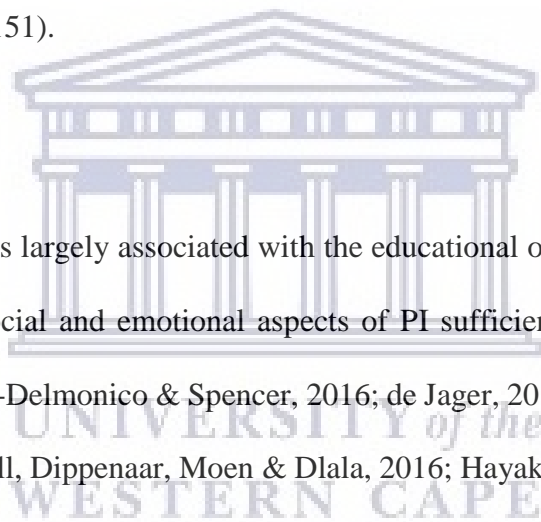 151).
s largely associated with the educational o
cial and emotional aspects of PI sufficien
-Delmonico & Spencer, 2016; de Jager, 20
UNIVERSITY of the
ll, Dippenaar, Moen & Dlala, 2016; Hayak
WESTERN CAPE